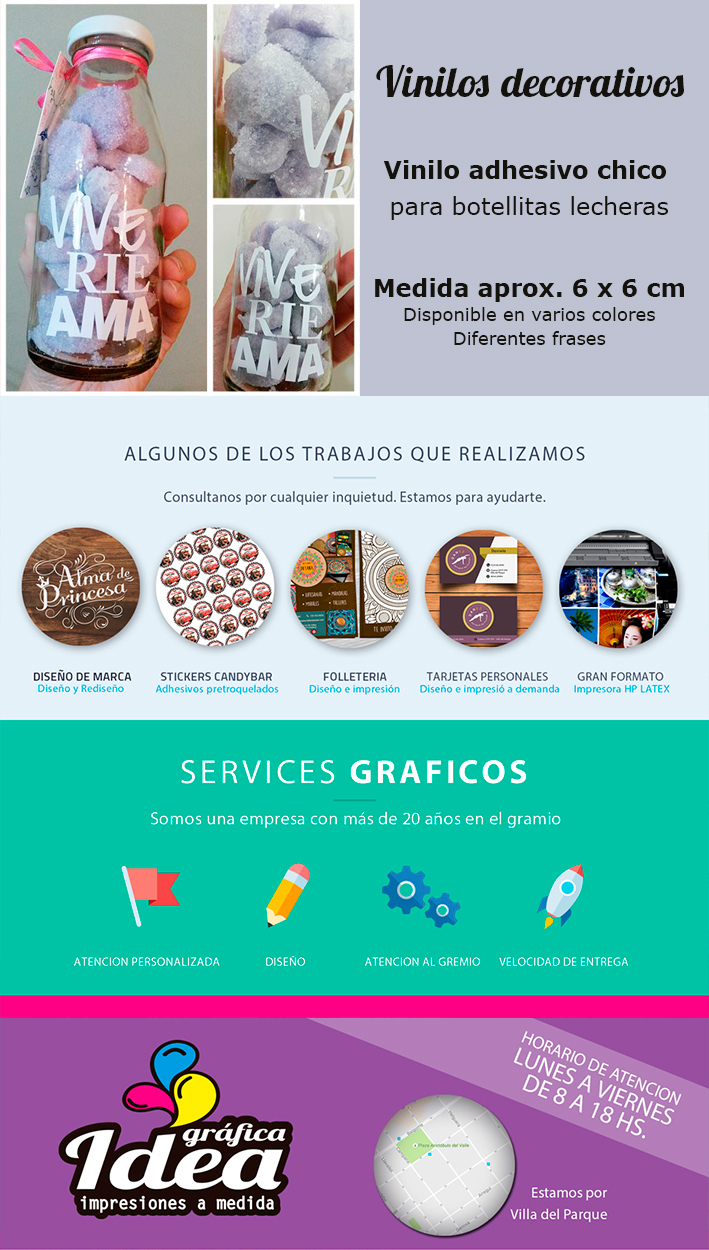 VIVE
RIE
AMA
VIVE
RIE
AMA
Vinilos decorativos
Vinilo adhesivo chico
para botellitas lecheras
Medida aprox. 6 x 6 cm
Disponible en varios colores
Diferentes frases
ALGUNOS DE LOS TRABAJOS QUE REALIZAMOS
Consultanos por cualquier inquietud. Estamos para ayudarte.
Alma de
Princesa
DISEÑO DE MARCA
Diseño y Rediseño
STICKERS CANDYBAR
Adhesivos pretroquelados
FOLLETERIA
Diseño e impresión
TARJETAS PERSONALES
Diseño e impresió a demanda
GRAN FORMATO
Impresora HP LATEX
SERVICES GRAFICOS
Somos una empresa con más de 20 años en el gramio
ATENCION PERSONALIZADA
DISEÑO
ATENCION AL GREMIO
VELOCIDAD DE ENTREGA
HORARIO DE ATENCION
LUNES A VIERNES
DE 8 A 18 HS.
gráfica
Idea
impresiones a medida
Estamos por
Villa del Parque